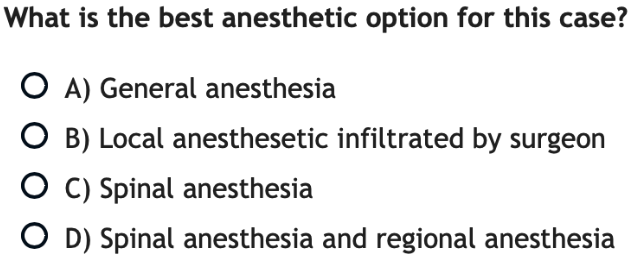 What is the best anesthetic option for this case?
A) General anesthesia
B) Local anesthesetic infiltrated by surgeon
C) Spinal anesthesia
D) Spinal anesthesia and regional anesthesia